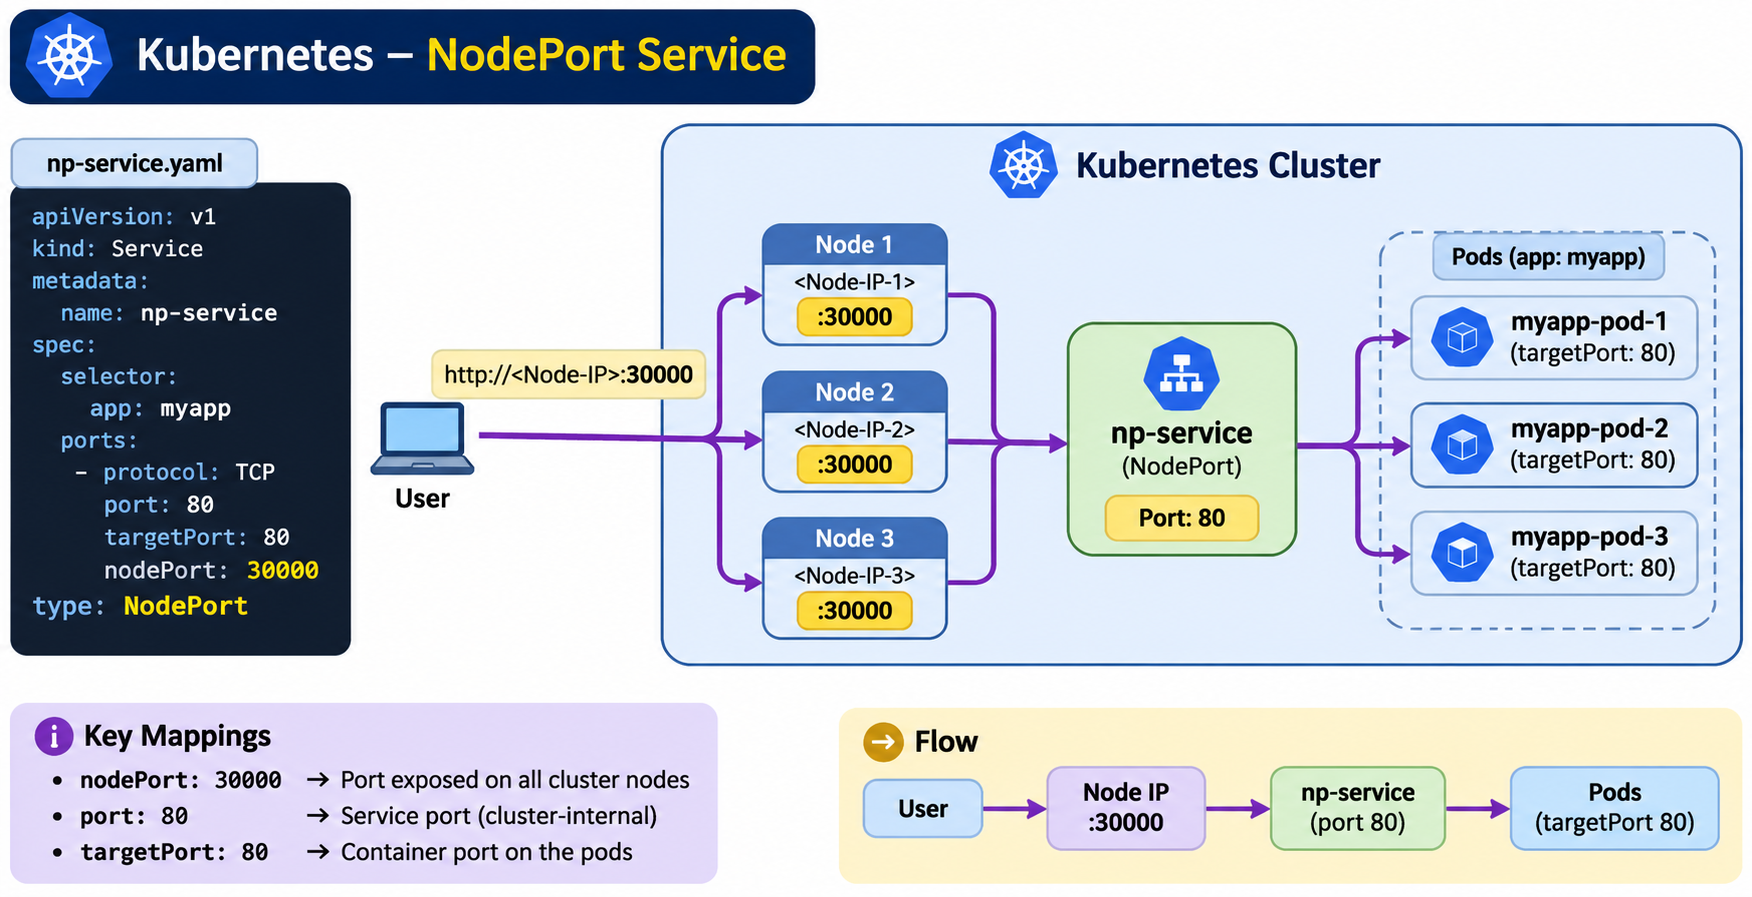 Kubernetes – NodePort Service
np-service.yaml
apiVersion: v1
kind: Service
metadata:
  name: np-service
spec:
  selector:
    app: myapp
  ports:
   – protocol: TCP
     port: 80
     targetPort: 80
     nodePort: 30000
type: NodePort
http://<Node-IP>:30000
User
Kubernetes Cluster
Node 1
<Node-IP-1>
:30000
Node 2
<Node-IP-2>
:30000
Node 3
<Node-IP-3>
:30000
np-service
(NodePort)
Port: 80
Pods (app: myapp)
myapp-pod-1
(targetPort: 80)
myapp-pod-2
(targetPort: 80)
myapp-pod-3
(targetPort: 80)
i Key Mappings
• nodePort: 30000 → Port exposed on all cluster nodes
• port: 80 → Service port (cluster-internal)
• targetPort: 80 → Container port on the pods
→ Flow
User
Node IP
:30000
np-service
(port 80)
Pods
(targetPort 80)